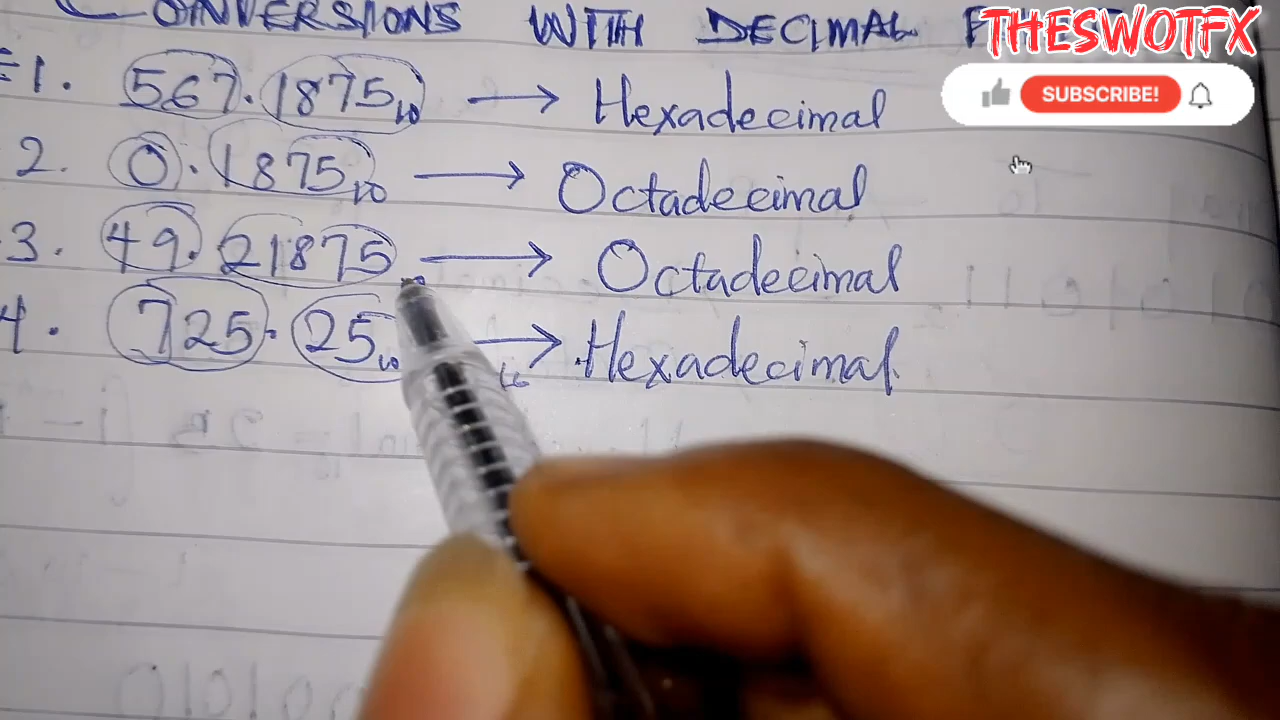 CONVERSIONS WITH DECIMAL
THESWOTFX
SUBSCRIBE!
1. 567.1875₁₀ → Hexadecimal
2. 0.1875₁₀ → Octadecimal
3. 49.21875 → Octadecimal
4. 725.25₁₀ → Hexadecimal